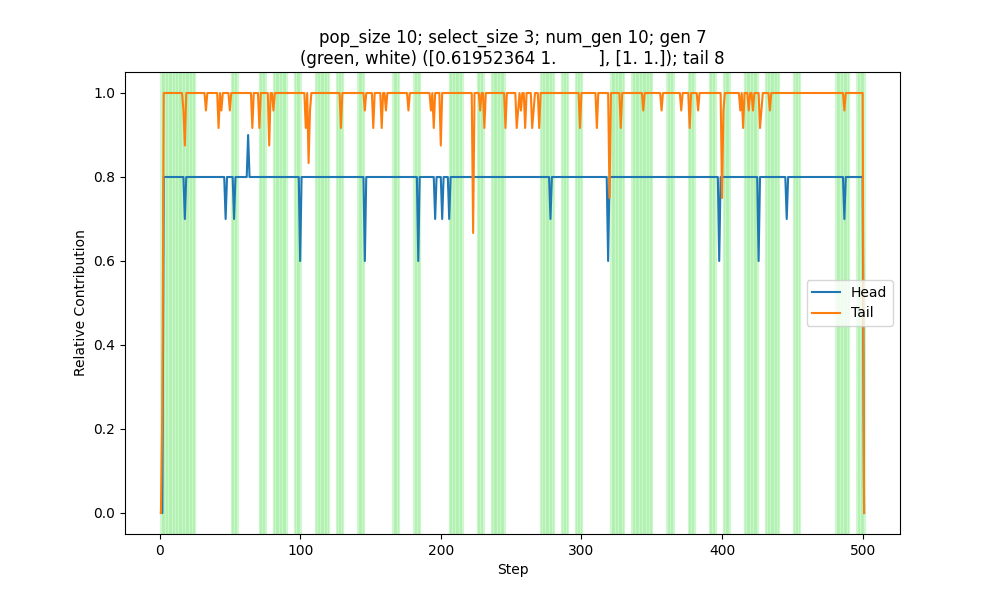 pop_size 10; select_size 3; num_gen 10; gen 7
(green, white) ([0.61952364 1.        ], [1. 1.]); tail 8
1.0
0.8
0.6
0.4
0.2
0.0
Relative Contribution
Head
Tail
0
100
200
300
400
500
Step